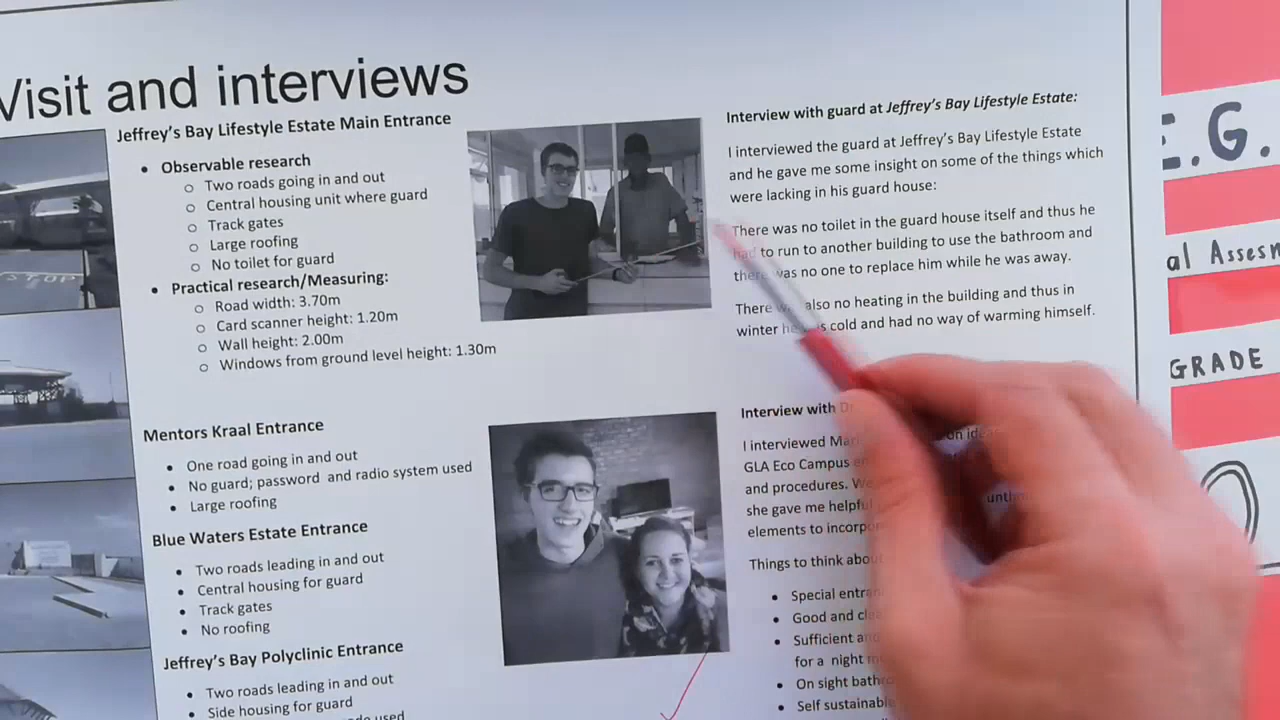 Visit and interviews
Jeffrey's Bay Lifestyle Estate Main Entrance
• Observable research
○ Two roads going in and out
○ Central housing unit where guard
○ Track gates
○ Large roofing
○ No toilet for guard
• Practical research/Measuring:
○ Road width: 3.70m
○ Card scanner height: 1.20m
○ Wall height: 2.00m
○ Windows from ground level height: 1.30m
Mentors Kraal Entrance
• One road going in and out
• No guard; password and radio system used
• Large roofing
Blue Waters Estate Entrance
• Two roads leading in and out
• Central housing for guard
• Track gates
• No roofing
Jeffrey's Bay Polyclinic Entrance
• Two roads leading in and out
• Side housing for guard
used
STOP
Interview with guard at Jeffrey's Bay Lifestyle Estate:
I interviewed the guard at Jeffrey's Bay Lifestyle Estate
and he gave me some insight on some of the things which
were lacking in his guard house:
There was no toilet in the guard house itself and thus he
had to run to another building to use the bathroom and
there was no one to replace him while he was away.
There also no heating in the building and thus in
winter is cold and had no way of warming himself.
Interview with
I interviewed on
GLA Eco Campus
and procedures.
she gave me
elements to
Things to think
• Special
• Good and
• Sufficient
for a night
• On sight
• Self
E.G.
al Assesm
GRADE